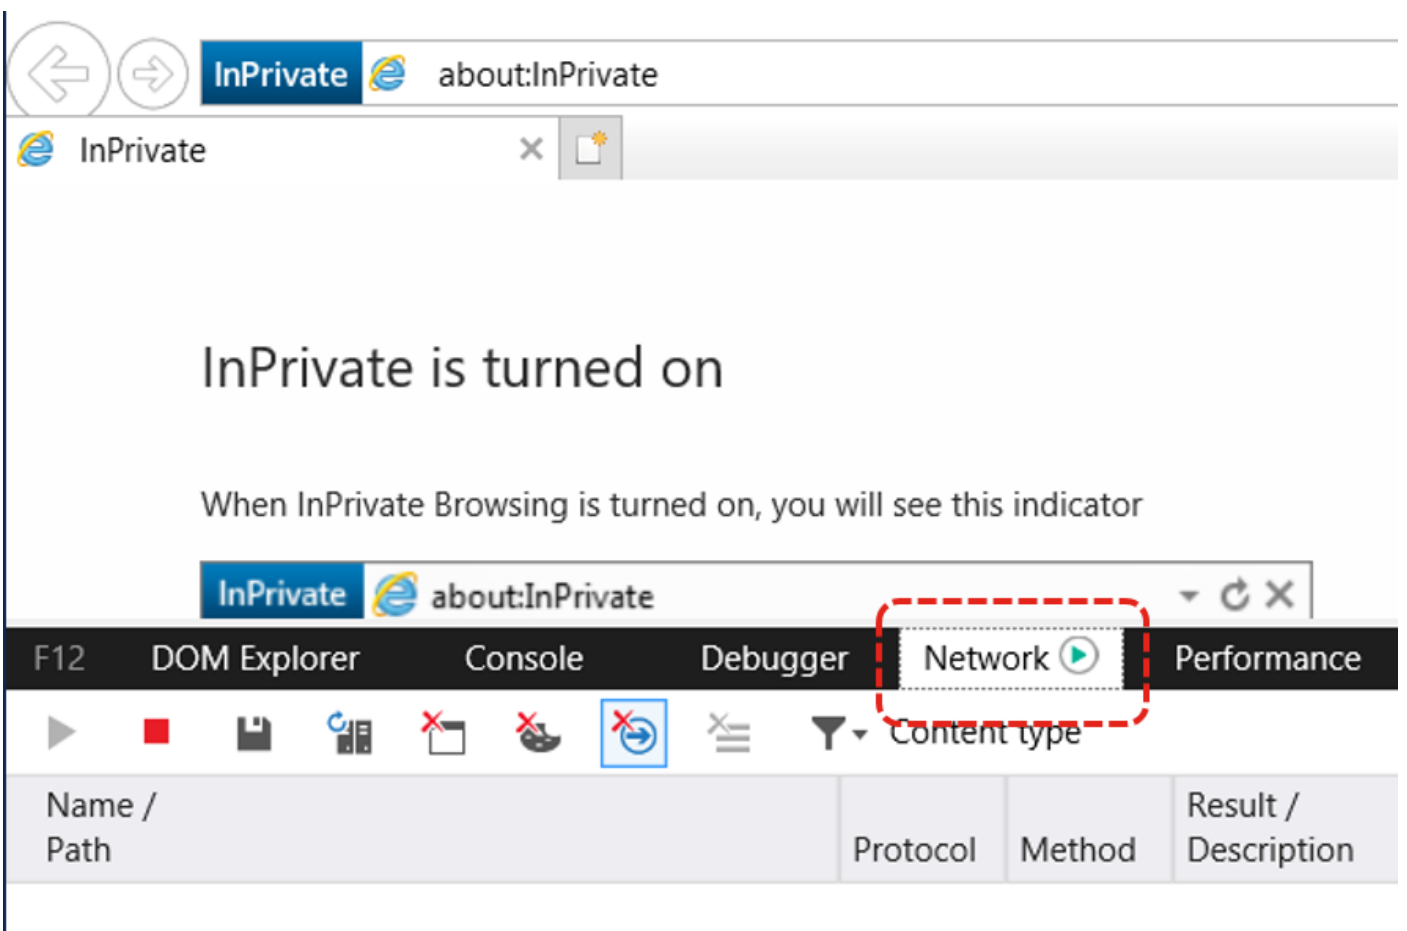 InPrivate about:InPrivate
InPrivate
InPrivate is turned on
When InPrivate Browsing is turned on, you will see this indicator
InPrivate about:InPrivate
F12 DOM Explorer Console Debugger Network Performance
Content type
Name /
Path Protocol Method Result /
Description